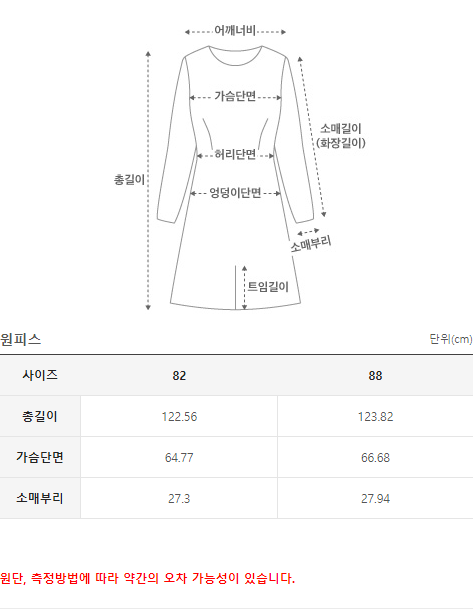 어깨너비
가슴단면
소매길이
(화장길이)
허리단면
총길이
엉덩이단면
소매부리
트임길이
원피스 단위(cm)
사이즈 82 88
총길이 122.56 123.82
가슴단면 64.77 66.68
소매부리 27.3 27.94
원단, 측정방법에 따라 약간의 오차 가능성이 있습니다.